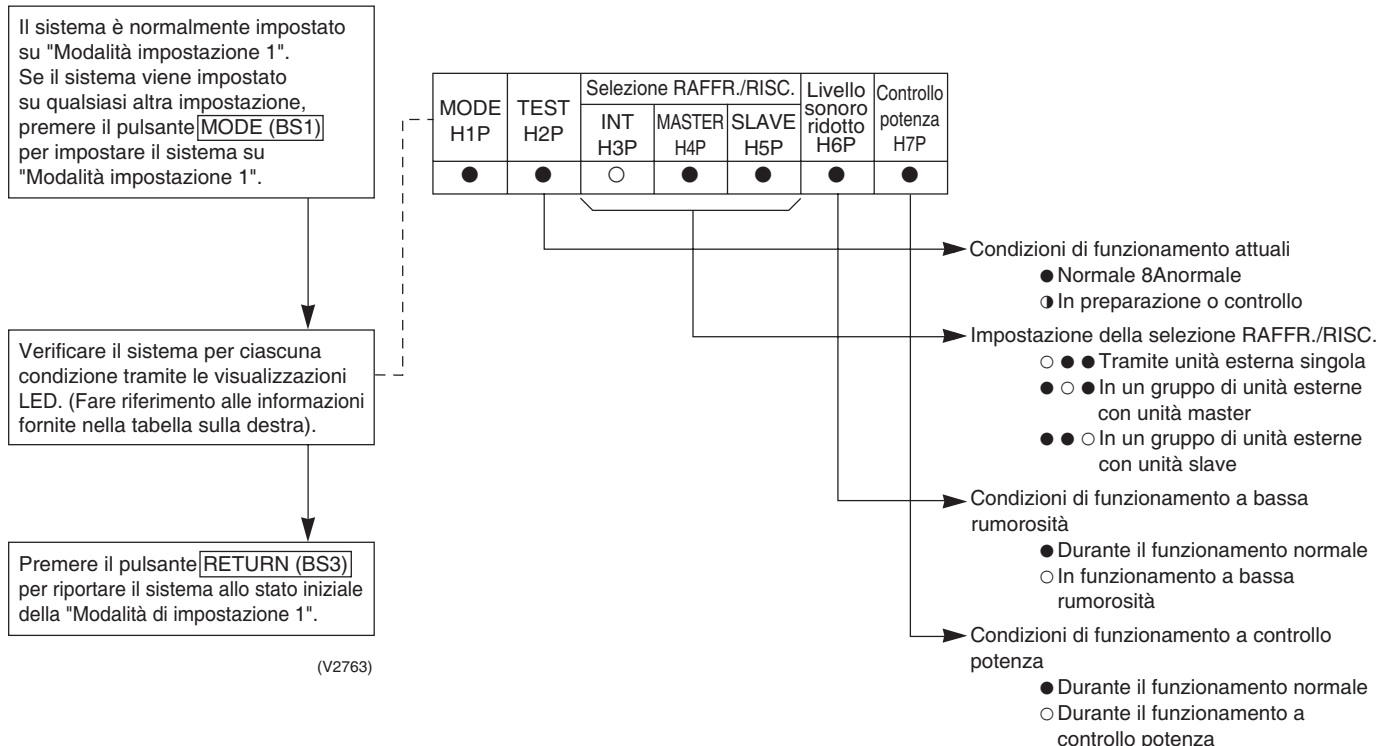 Il sistema è normalmente impostato
su "Modalità impostazione 1".
Se il sistema viene impostato
su qualsiasi altra impostazione,
premere il pulsante MODE (BS1)
per impostare il sistema su
"Modalità impostazione 1".
Verificare il sistema per ciascuna
condizione tramite le visualizzazioni
LED. (Fare riferimento alle informazioni
fornite nella tabella sulla destra).
Premere il pulsante RETURN (BS3)
per riportare il sistema allo stato iniziale
della "Modalità di impostazione 1".
(V2763)
MODE
H1P
TEST
H2P
Selezione RAFFR./RISC.
INT
H3P
MASTER
H4P
SLAVE
H5P
Livello
sonoro
ridotto
H6P
Controllo
potenza
H7P
● ● ○ ● ● ● ●
Condizioni di funzionamento attuali
● Normale 8Anormale
◑ In preparazione o controllo
Impostazione della selezione RAFFR./RISC.
○ ● ● Tramite unità esterna singola
● ○ ● In un gruppo di unità esterne
con unità master
● ● ○ In un gruppo di unità esterne
con unità slave
Condizioni di funzionamento a bassa
rumorosità
● Durante il funzionamento normale
○ In funzionamento a bassa
rumorosità
Condizioni di funzionamento a controllo
potenza
● Durante il funzionamento normale
○ Durante il funzionamento a
controllo potenza